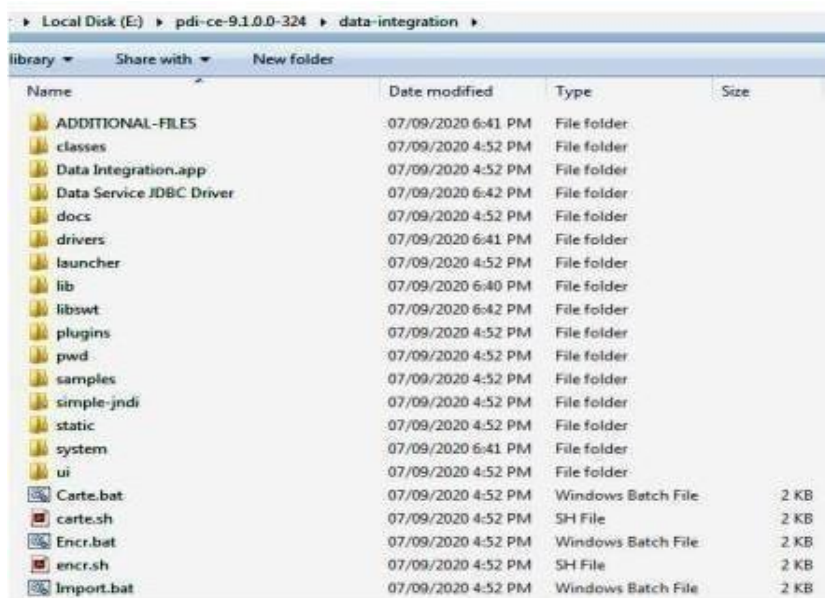 Local Disk (E:) pdi-ce-9.1.0.0-324 data-integration
library Share with New folder
Name Date modified Type Size
ADDITIONAL-FILES 07/09/2020 6:41 PM File folder
classes 07/09/2020 4:52 PM File folder
Data Integration.app 07/09/2020 4:52 PM File folder
Data Service JDBC Driver 07/09/2020 6:42 PM File folder
docs 07/09/2020 4:52 PM File folder
drivers 07/09/2020 6:41 PM File folder
launcher 07/09/2020 4:52 PM File folder
lib 07/09/2020 6:40 PM File folder
libswt 07/09/2020 6:42 PM File folder
plugins 07/09/2020 4:52 PM File folder
pwd 07/09/2020 4:52 PM File folder
samples 07/09/2020 4:52 PM File folder
simple-jndi 07/09/2020 4:52 PM File folder
static 07/09/2020 4:52 PM File folder
system 07/09/2020 6:41 PM File folder
ui 07/09/2020 4:52 PM File folder
Carte.bat 07/09/2020 4:52 PM Windows Batch File 2 KB
carte.sh 07/09/2020 4:52 PM SH File 2 KB
Encr.bat 07/09/2020 4:52 PM Windows Batch File 2 KB
encr.sh 07/09/2020 4:52 PM SH File 2 KB
Import.bat 07/09/2020 4:52 PM Windows Batch File 2 KB